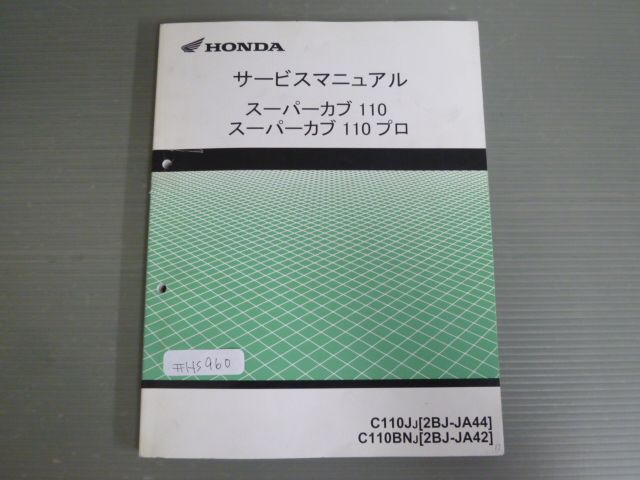 HONDA
サービスマニュアル
スーパーカブ 110
スーパーカブ 110 プロ
#HS960
C110JJ[2BJ-JA44]
C110BNJ[2BJ-JA42]